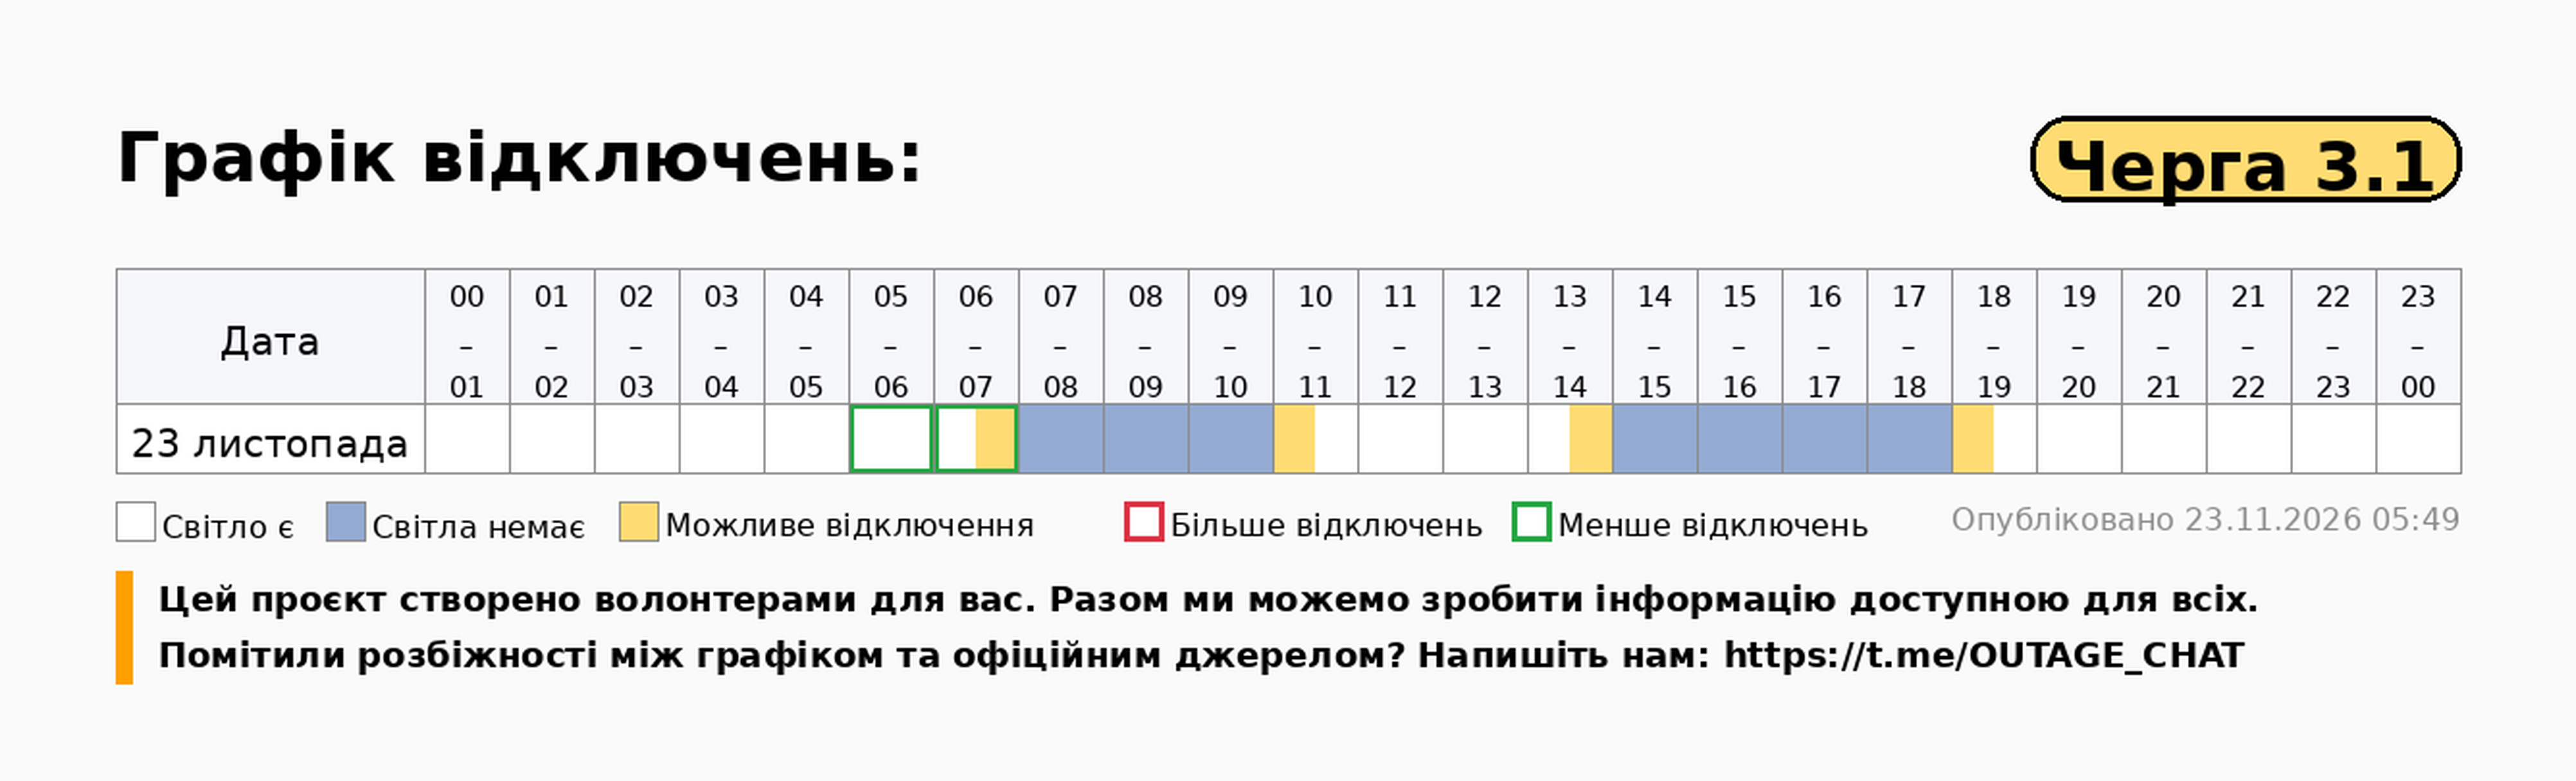 Графік відключень:
Черга 3.1
Дата
00 – 01
01 – 02
02 – 03
03 – 04
04 – 05
05 – 06
06 – 07
07 – 08
08 – 09
09 – 10
10 – 11
11 – 12
12 – 13
13 – 14
14 – 15
15 – 16
16 – 17
17 – 18
18 – 19
19 – 20
20 – 21
21 – 22
22 – 23
23 – 00
23 листопада
Світло є
Світла немає
Можливе відключення
Більше відключень
Менше відключень
Опубліковано 23.11.2026 05:49
Цей проєкт створено волонтерами для вас. Разом ми можемо зробити інформацію доступною для всіх.
Помітили розбіжності між графіком та офіційним джерелом? Напишіть нам: https://t.me/OUTAGE_CHAT